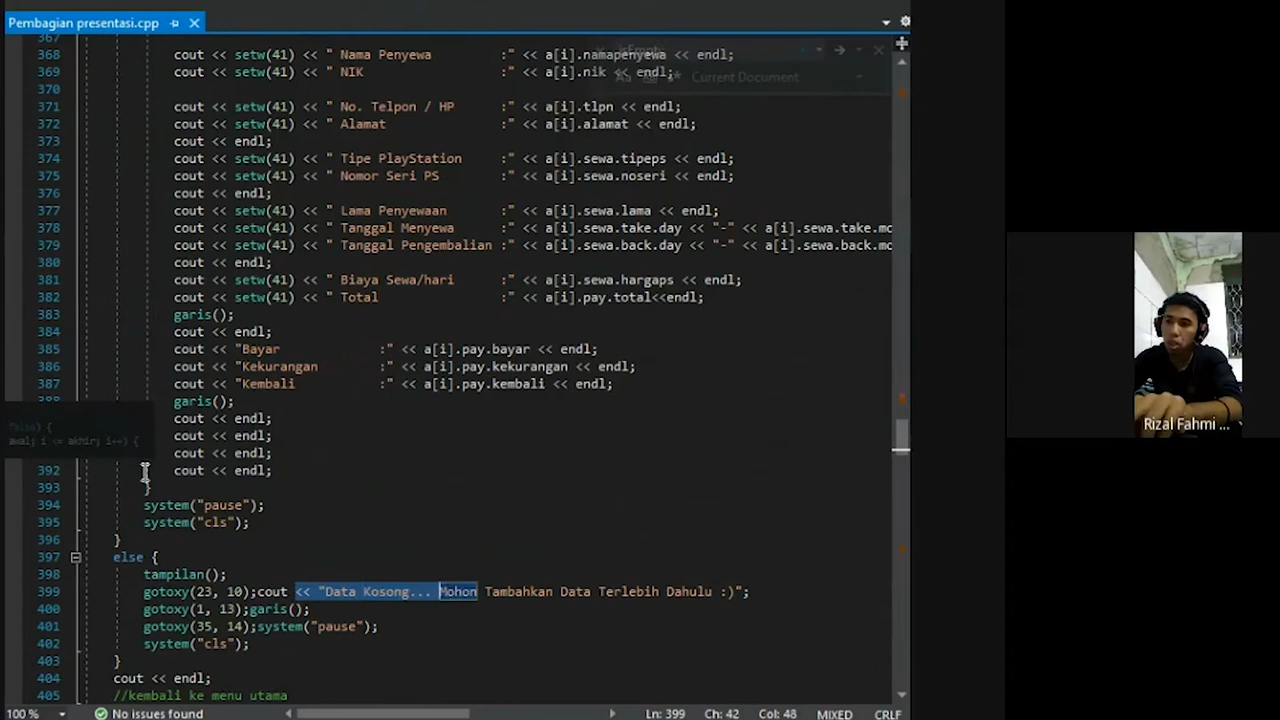 Pembagian presentasi.cpp
367
368 cout << setw(41) << " Nama Penyewa :" << a[i].namapenyewa << endl;
369 cout << setw(41) << " NIK :" << a[i].nik << endl;
Current Document
370
371 cout << setw(41) << " No. Telpon / HP :" << a[i].tlpn << endl;
372 cout << setw(41) << " Alamat :" << a[i].alamat << endl;
373 cout << endl;
374 cout << setw(41) << " Tipe PlayStation :" << a[i].sewa.tipeps << endl;
375 cout << setw(41) << " Nomor Seri PS :" << a[i].sewa.noseri << endl;
376 cout << endl;
377 cout << setw(41) << " Lama Penyewaan :" << a[i].sewa.lama << endl;
378 cout << setw(41) << " Tanggal Menyewa :" << a[i].sewa.take.day << "-" << a[i].sewa.take.mo
379 cout << setw(41) << " Tanggal Pengembalian :" << a[i].sewa.back.day << "-" << a[i].sewa.back.mo
380 cout << endl;
381 cout << setw(41) << " Biaya Sewa/hari :" << a[i].sewa.hargaps << endl;
382 cout << setw(41) << " Total :" << a[i].pay.total<<endl;
383 garis();
384 cout << endl;
385 cout << "Bayar :" << a[i].pay.bayar << endl;
386 cout << "Kekurangan :" << a[i].pay.kekurangan << endl;
387 cout << "Kembali :" << a[i].pay.kembali << endl;
388 garis();
cout << endl;
cout << endl;
cout << endl;
392 cout << endl;
393 }
394 system("pause");
395 system("cls");
396 }
397 else {
398 tampilan();
399 gotoxy(23, 10);cout << "Data Kosong... Mohon Tambahkan Data Terlebih Dahulu :)";
400 gotoxy(1, 13);garis();
401 gotoxy(35, 14);system("pause");
402 system("cls");
403 }
404 cout << endl;
405 //kembali ke menu utama
false) {
awal; i <= akhir; i++) {
100 % No issues found Ln: 399 Ch: 42 Col: 48 MIXED CRLF
Rizal Fahmi ...